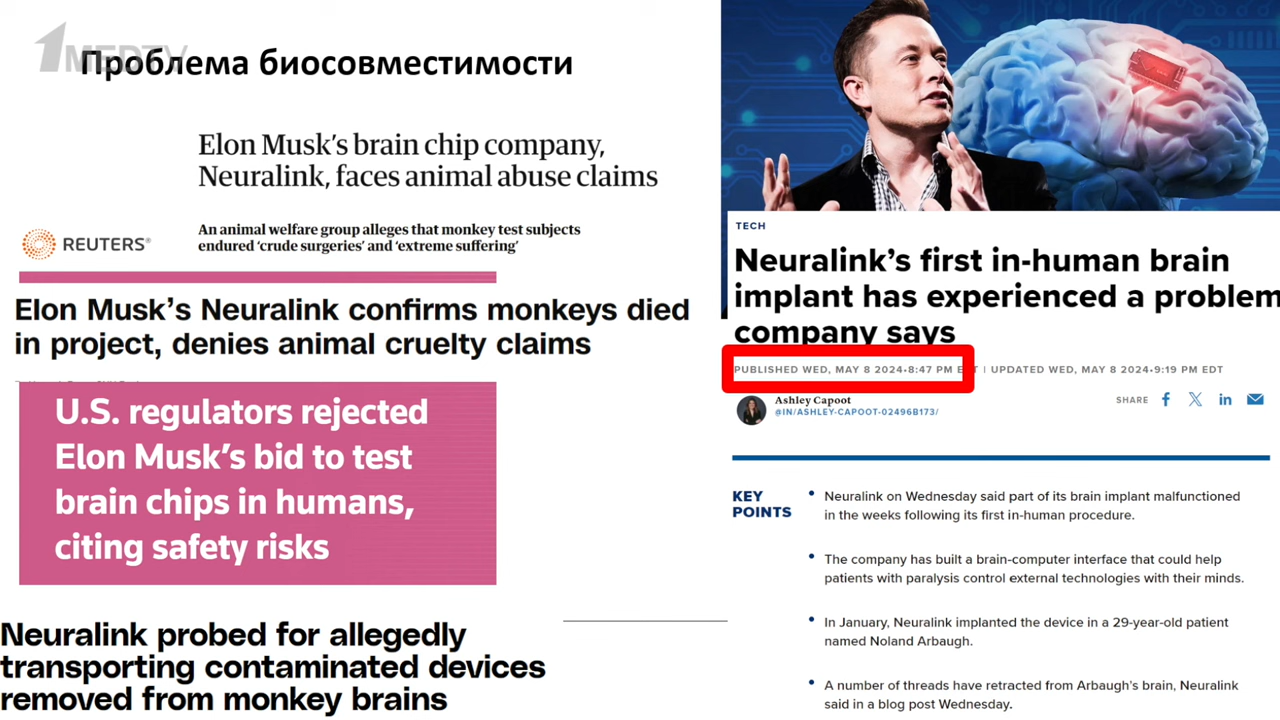 1MEDTV
Проблема биосовместимости
Elon Musk's brain chip company,
Neuralink, faces animal abuse claims
An animal welfare group alleges that monkey test subjects
endured 'crude surgeries' and 'extreme suffering'
REUTERS®
Elon Musk's Neuralink confirms monkeys died
in project, denies animal cruelty claims
U.S. regulators rejected
Elon Musk's bid to test
brain chips in humans,
citing safety risks
Neuralink probed for allegedly
transporting contaminated devices
removed from monkey brains
TECH
Neuralink's first in-human brain
implant has experienced a problem
company says
PUBLISHED WED, MAY 8 2024•8:47 PM | UPDATED WED, MAY 8 2024•9:19 PM EDT
Ashley Capoot
@IN/ASHLEY-CAPOOT-02496B173/
SHARE
KEY
POINTS
• Neuralink on Wednesday said part of its brain implant malfunctioned
in the weeks following its first in-human procedure.
• The company has built a brain-computer interface that could help
patients with paralysis control external technologies with their minds.
• In January, Neuralink implanted the device in a 29-year-old patient
named Noland Arbaugh.
• A number of threads have retracted from Arbaugh's brain, Neuralink
said in a blog post Wednesday.